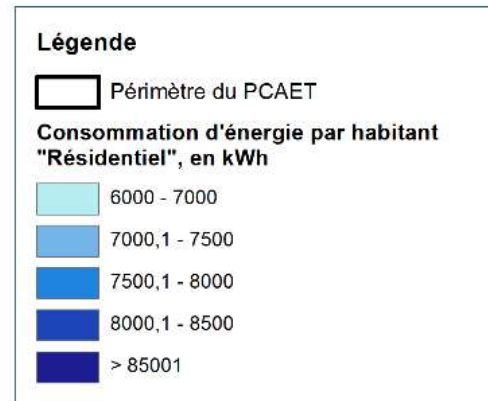 Légende
Périmètre du PCAET
Consommation d'énergie par habitant
"Résidentiel", en kWh
6000 - 7000
7000,1 - 7500
7500,1 - 8000
8000,1 - 8500
> 85001